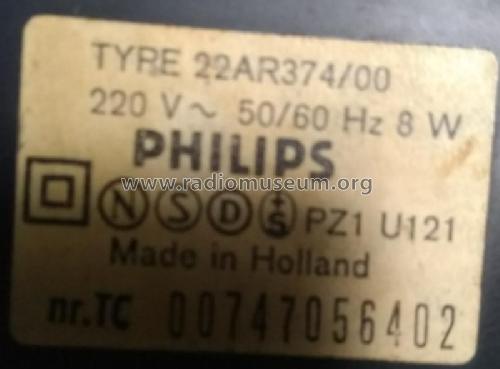 TYPE 22AR374/00
220 V ~ 50/60 Hz 8 W
PHILIPS
www.radiomuseum.org
N S D S PZ1 U121
Made in Holland
nr.TC 00747056402